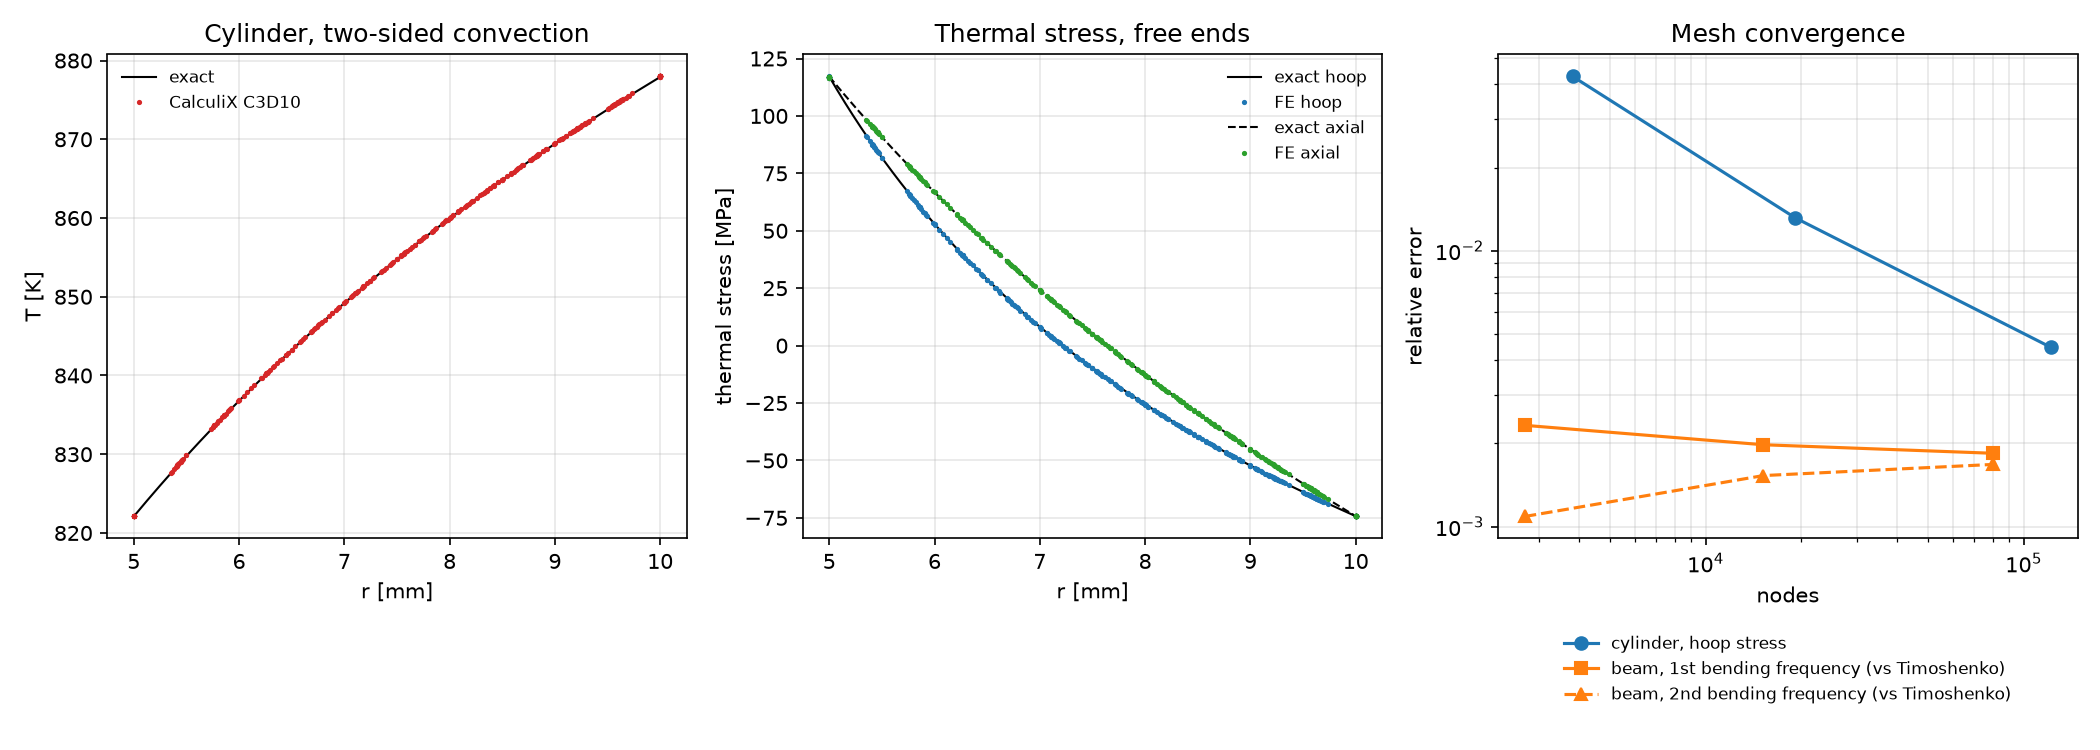 Cylinder, two-sided convection
880
870
860
850
840
830
820
T [K]
exact
CalculiX C3D10
5 6 7 8 9 10
r [mm]
Thermal stress, free ends
125
100
75
50
25
0
−25
−50
−75
thermal stress [MPa]
exact hoop
FE hoop
exact axial
FE axial
5 6 7 8 9 10
r [mm]
Mesh convergence
10⁻²
10⁻³
relative error
10⁴ 10⁵
nodes
cylinder, hoop stress
beam, 1st bending frequency (vs Timoshenko)
beam, 2nd bending frequency (vs Timoshenko)